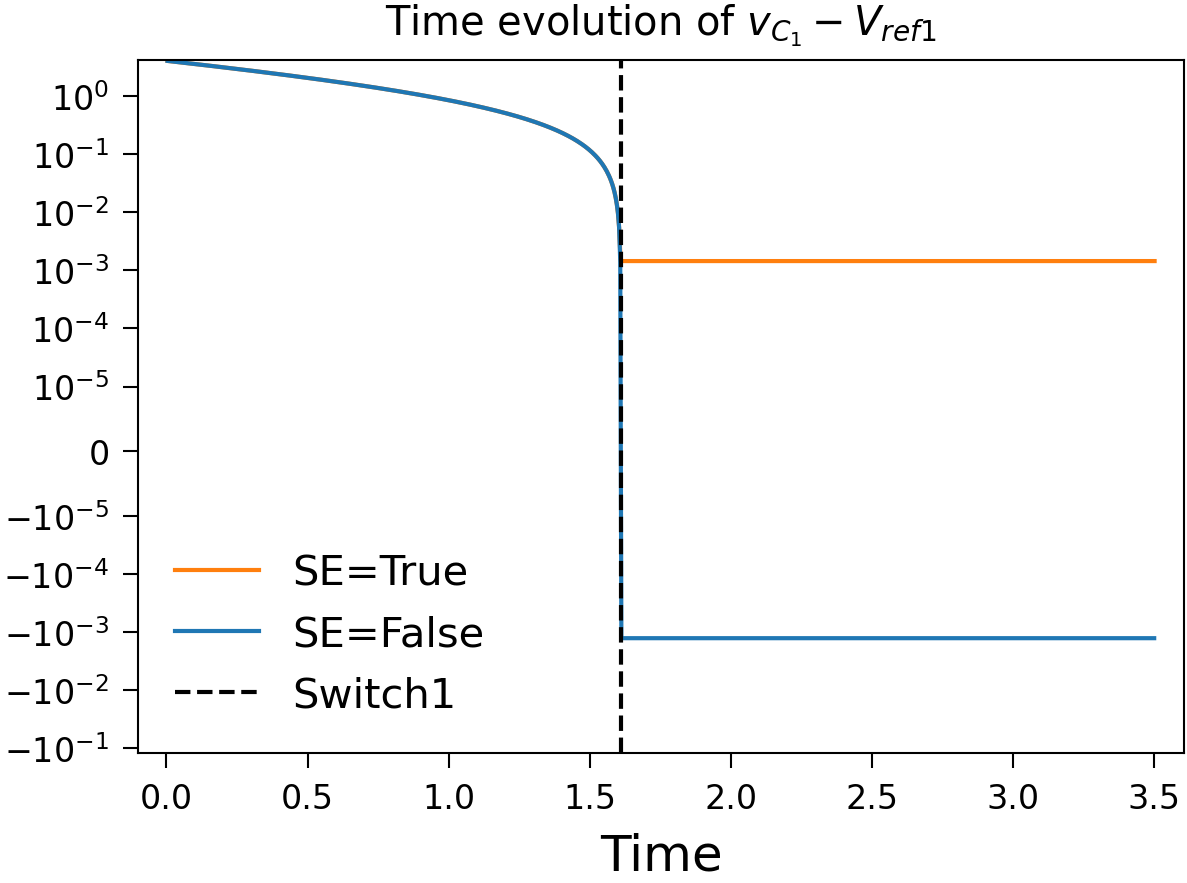 Time evolution of $v_{C_1} - V_{ref1}$
10⁰
10⁻¹
10⁻²
10⁻³
10⁻⁴
10⁻⁵
0
−10⁻⁵
−10⁻⁴
−10⁻³
−10⁻²
−10⁻¹
SE=True
SE=False
Switch1
0.0 0.5 1.0 1.5 2.0 2.5 3.0 3.5
Time